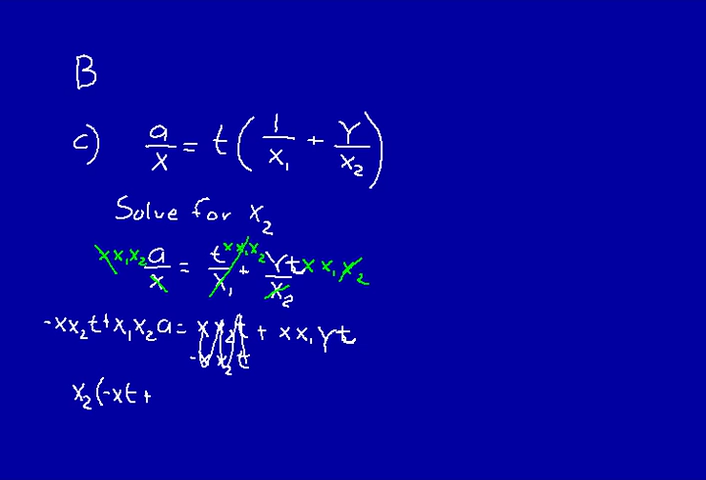 B
c) a/x = t(1/x₁ + Y/x₂)
Solve for x₂
xx₁x₂ a/x = t/x₁ xx₁x₂ + Yt/x₂ xx₁x₂
-xx₂t + x₁x₂a = xx₂t + xx₁Yt
-xx₂t
x₂(-xt +